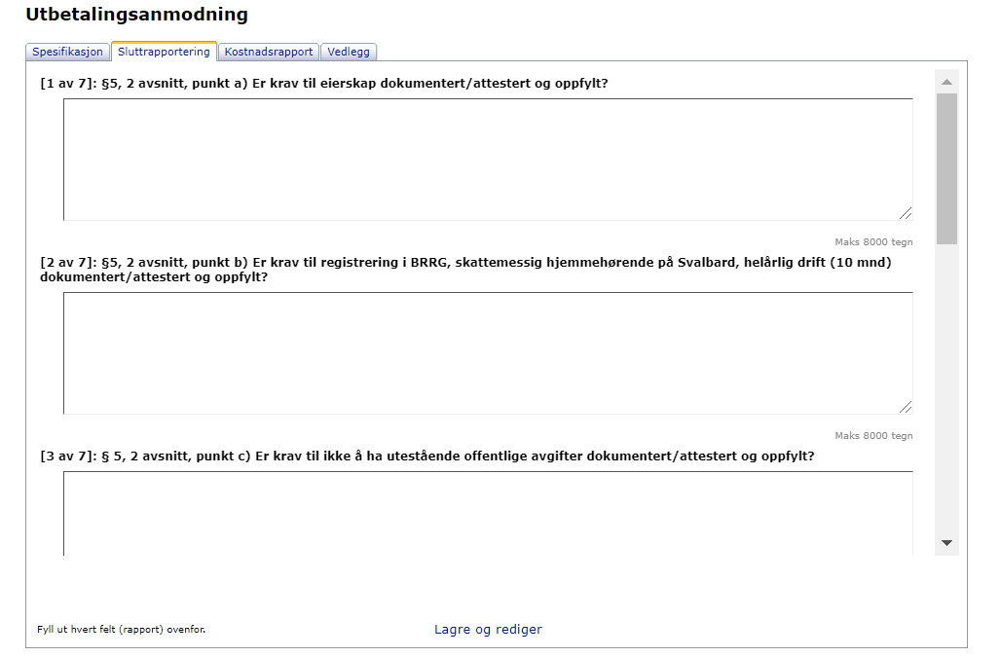 Utbetalingsanmodning
Spesifikasjon Sluttrapportering Kostnadsrapport Vedlegg
[1 av 7]: §5, 2 avsnitt, punkt a) Er krav til eierskap dokumentert/attestert og oppfylt?
Maks 8000 tegn
[2 av 7]: §5, 2 avsnitt, punkt b) Er krav til registrering i BRRG, skattemessig hjemmehørende på Svalbard, helårlig drift (10 mnd)
dokumentert/attestert og oppfylt?
Maks 8000 tegn
[3 av 7]: § 5, 2 avsnitt, punkt c) Er krav til ikke å ha utestående offentlige avgifter dokumentert/attestert og oppfylt?
Fyll ut hvert felt (rapport) ovenfor. Lagre og rediger